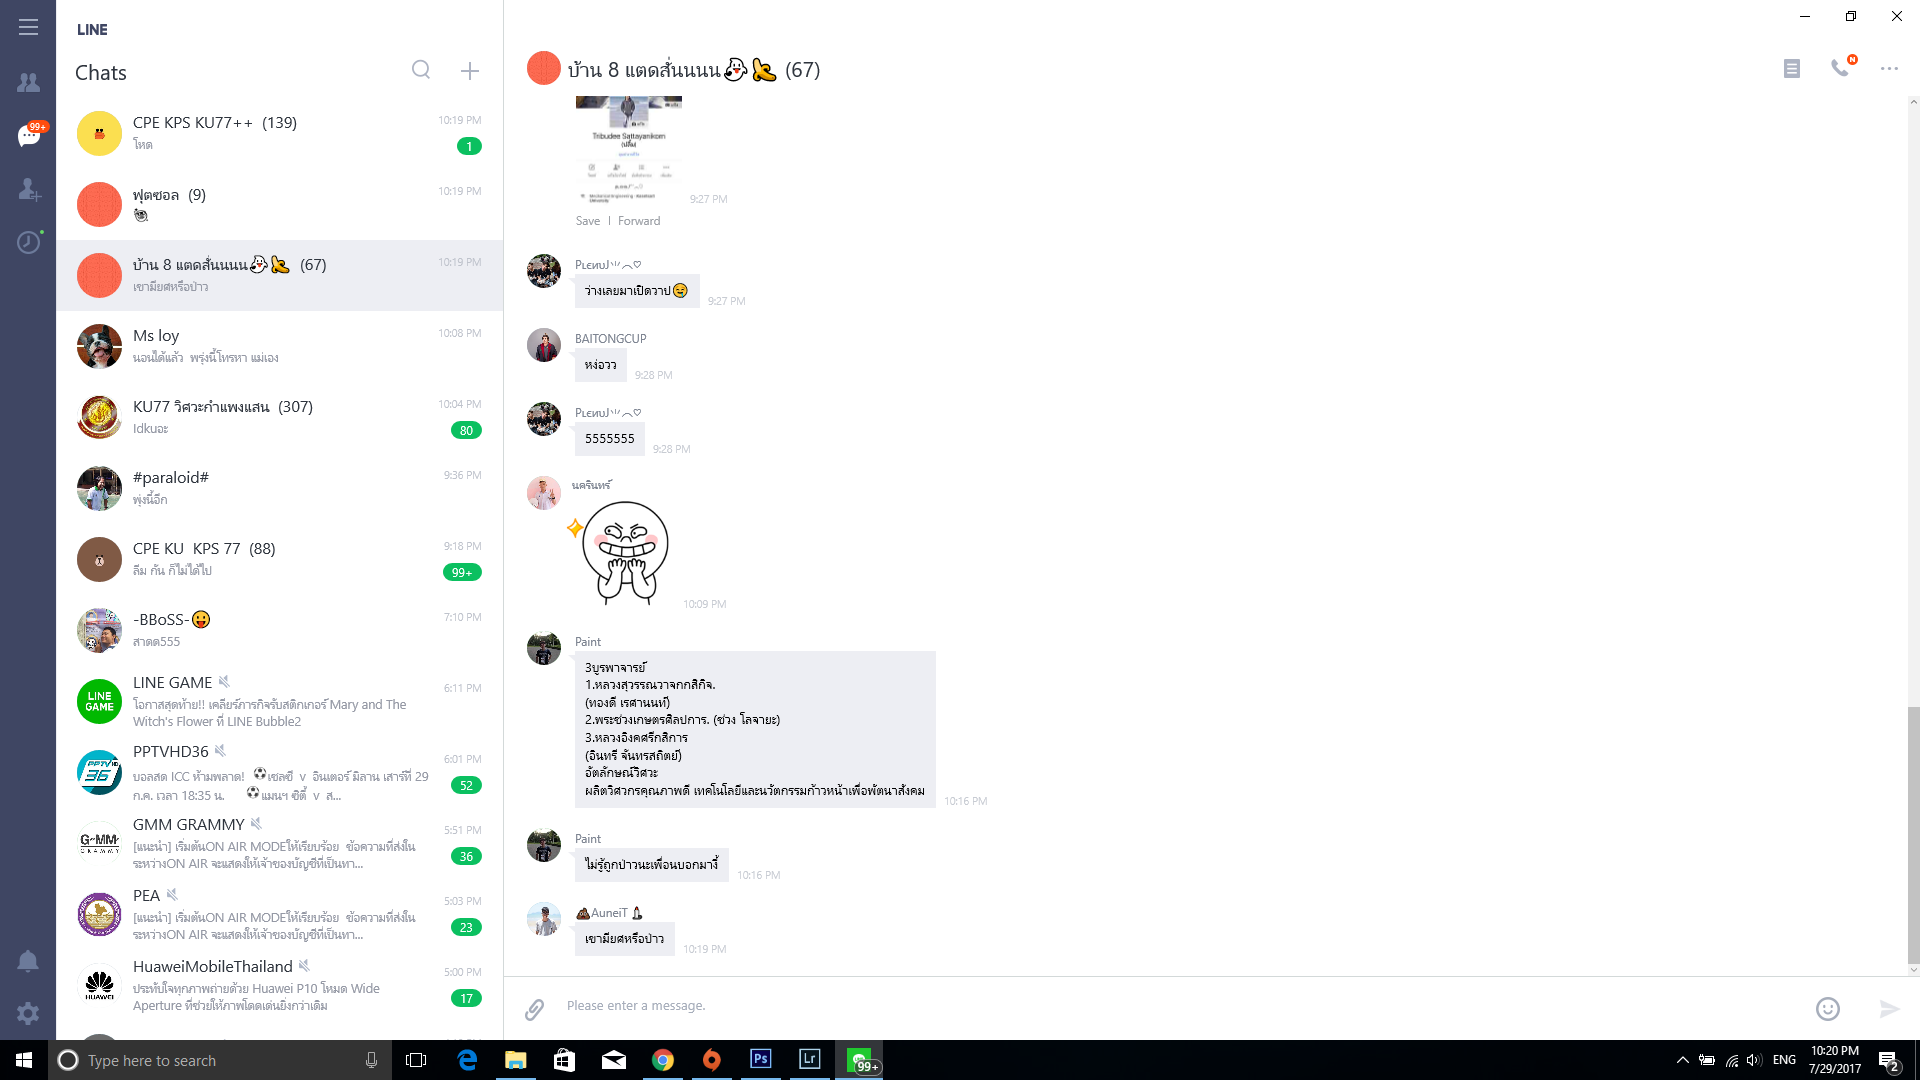 LINE
Chats
99+
CPE KPS KU77++ (139)
10:19 PM
โหด
1
ฟุตซอล (9)
10:19 PM
บ้าน 8 แตดสั่นนนน👻💪 (67)
10:19 PM
เขามียศหรือป่าว
Ms loy
10:08 PM
นอนได้แล้ว พรุ่งนี้โทรหา แม่เอง
KU77 วิศวะกำแพงแสน (307)
10:04 PM
Idkuอะ
80
#paraloid#
9:36 PM
พุ่งนี้อีก
CPE KU KPS 77 (88)
9:18 PM
ลืม กัน ก็ไม่ได้ไป
99+
-BBoSS-😛
7:10 PM
สาดด555
LINE GAME
LINE GAME
6:11 PM
โอกาสสุดท้าย!! เคลียร์ภารกิจรับสติกเกอร์ Mary and The
Witch's Flower ที่ LINE Bubble2
PPTVHD36
6:01 PM
บอลสด ICC ห้ามพลาด! ⚽เชลซี v อินเตอร์ มิลาน เสาร์ที่ 29
ก.ค. เวลา 18:35 น. ⚽แมนฯ ซิตี้ v ส...
52
GMM GRAMMY
5:51 PM
[แนะนำ] เริ่มต้นON AIR MODEให้เรียบร้อย ข้อความที่ส่งใน
ระหว่างON AIR จะแสดงให้เจ้าของบัญชีที่เป็นทา...
36
PEA
5:03 PM
[แนะนำ] เริ่มต้นON AIR MODEให้เรียบร้อย ข้อความที่ส่งใน
ระหว่างON AIR จะแสดงให้เจ้าของบัญชีที่เป็นทา...
23
HUAWEI
HuaweiMobileThailand
5:00 PM
ประทับใจทุกภาพถ่ายด้วย Huawei P10 โหมด Wide
Aperture ที่ช่วยให้ภาพโดดเด่นยิ่งกว่าเดิม
17
บ้าน 8 แตดสั่นนนน👻💪 (67)
N
Tribudee Sattayankorn
9:27 PM
Save | Forward
ว่างเลยมาเปิดวาป🤤
9:27 PM
BAITONGCUP
หง่อวว
9:28 PM
5555555
9:28 PM
นครินทร์
10:09 PM
Paint
3บูรพาจารย์
1.หลวงสุวรรณวาจกกสิกิจ.
(ทองดี เรศานนท์)
2.พระช่วงเกษตรศิลปการ. (ช่วง โลจายะ)
3.หลวงอิงคศรีกสิการ
(อินทรี จันทรสถิตย์)
อัตลักษณ์วิศวะ
ผลิตวิศวกรคุณภาพดี เทคโนโลยีและนวัตกรรมก้าวหน้าเพื่อพัตนาสังคม
10:16 PM
Paint
ไม่รู้ถูกป่าวนะเพื่อนบอกมางี้
10:16 PM
💩AuneiT
เขามียศหรือป่าว
10:19 PM
Please enter a message.
Type here to search
Ps
Lr
99+
ENG
10:20 PM
7/29/2017
2